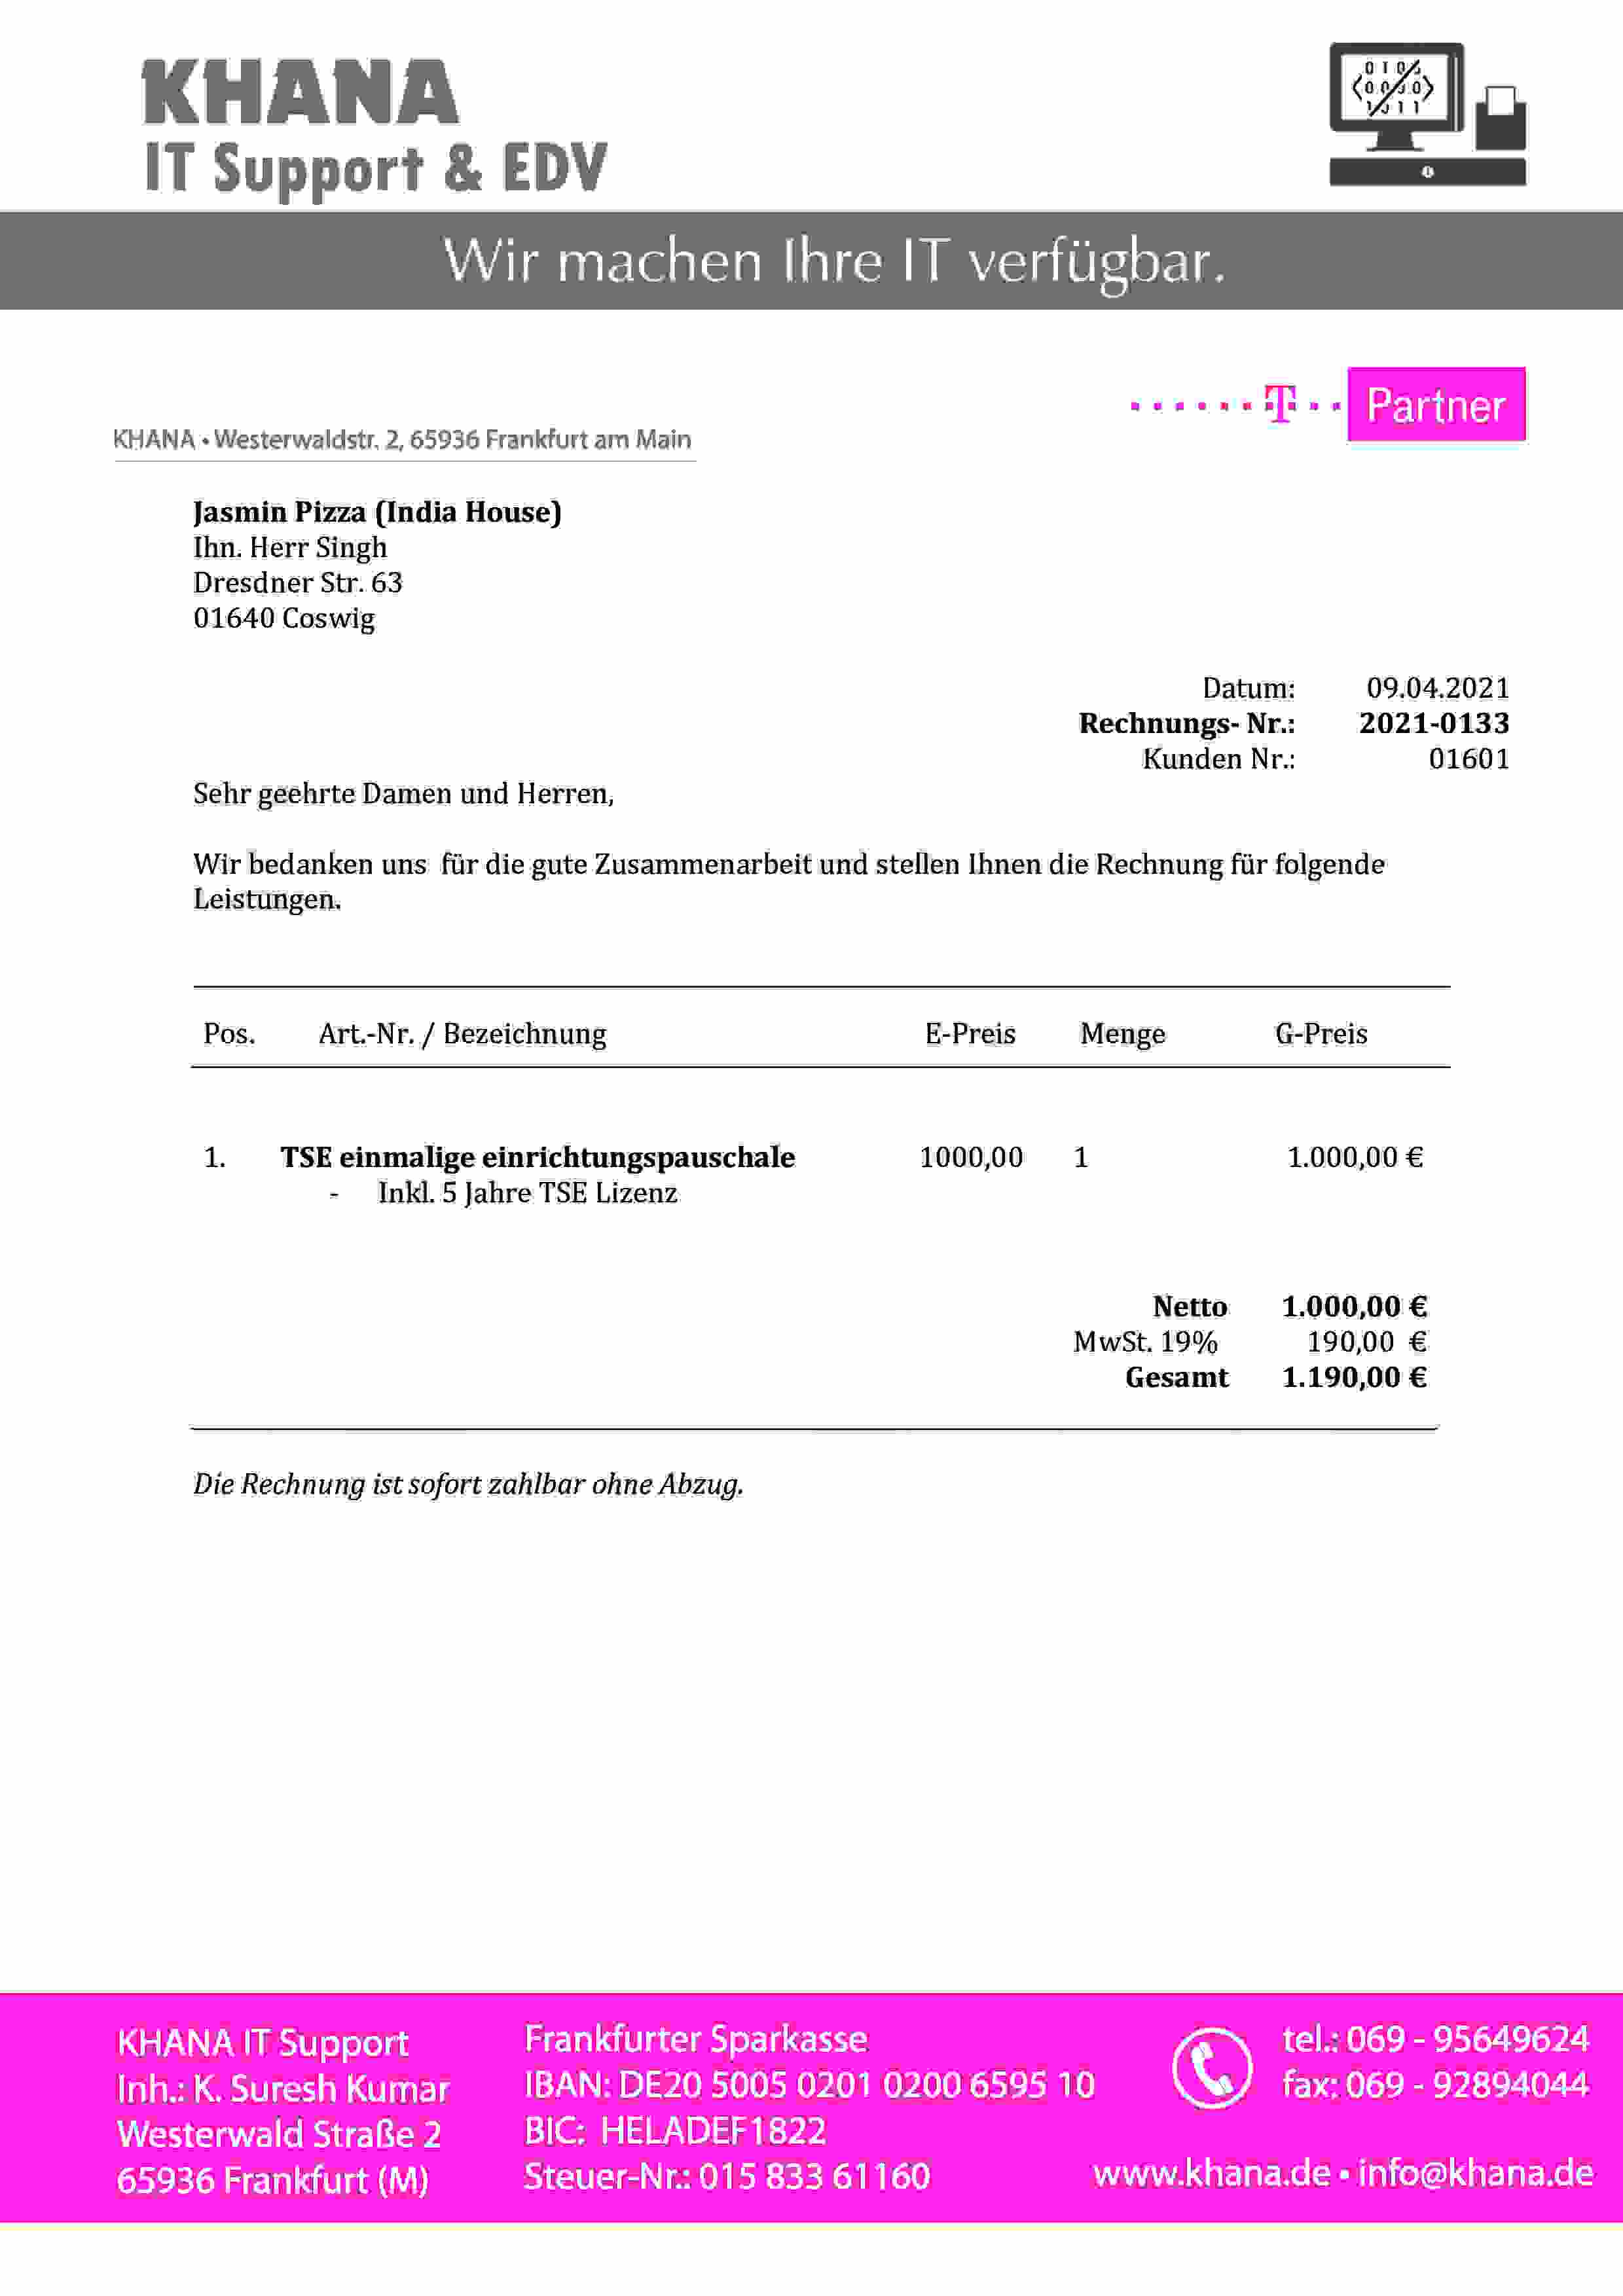 KHANA
IT Support & EDV
Wir machen Ihre IT verfügbar.
T Partner
KHANA • Westerwaldstr. 2, 65936 Frankfurt am Main
Jasmin Pizza (India House)
Ihn. Herr Singh
Dresdner Str. 63
01640 Coswig
Datum: 09.04.2021
Rechnungs- Nr.: 2021-0133
Kunden Nr.: 01601
Sehr geehrte Damen und Herren,
Wir bedanken uns für die gute Zusammenarbeit und stellen Ihnen die Rechnung für folgende
Leistungen.
Pos. Art.-Nr. / Bezeichnung E-Preis Menge G-Preis
1. TSE einmalige einrichtungspauschale 1000,00 1 1.000,00 €
- Inkl. 5 Jahre TSE Lizenz
Netto 1.000,00 €
MwSt. 19% 190,00 €
Gesamt 1.190,00 €
Die Rechnung ist sofort zahlbar ohne Abzug.
KHANA IT Support
Inh.: K. Suresh Kumar
Westerwald Straße 2
65936 Frankfurt (M)
Frankfurter Sparkasse
IBAN: DE20 5005 0201 0200 6595 10
BIC: HELADEF1822
Steuer-Nr.: 015 833 61160
tel.: 069 - 95649624
fax: 069 - 92894044
www.khana.de • info@khana.de